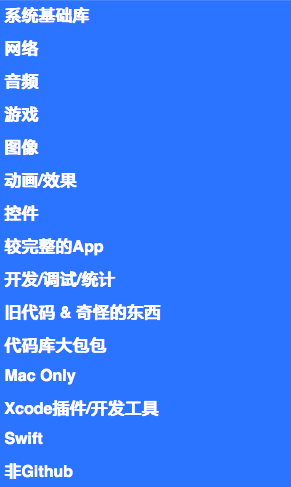 系统基础库
网络
音频
游戏
图像
动画/效果
控件
较完整的App
开发/调试/统计
旧代码 & 奇怪的东西
代码库大包包
Mac Only
Xcode插件/开发工具
Swift
非Github